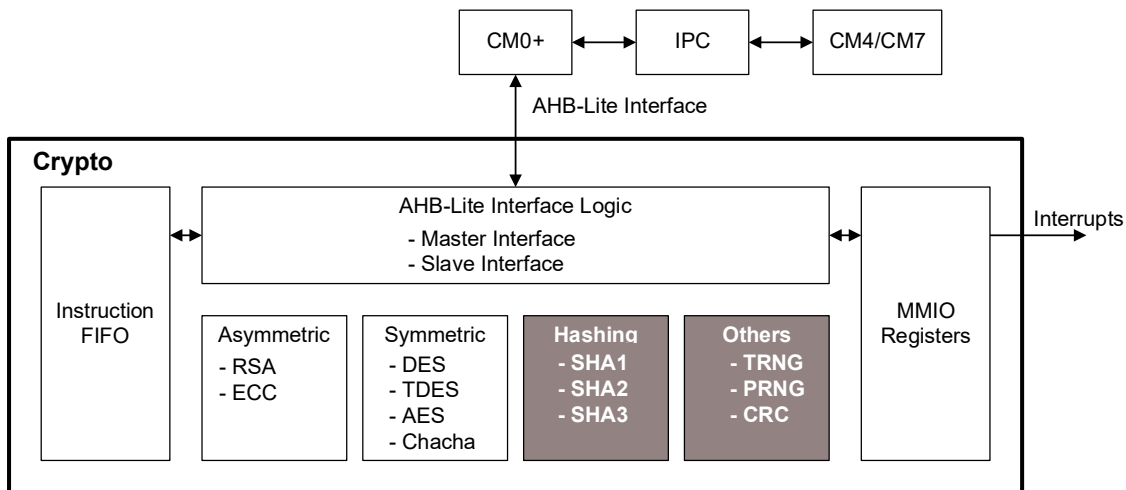 CM0+
IPC
CM4/CM7
AHB-Lite Interface
Crypto
AHB-Lite Interface Logic
- Master Interface
- Slave Interface
Interrupts
Instruction
FIFO
MMIO
Registers
Asymmetric
- RSA
- ECC
Symmetric
- DES
- TDES
- AES
- Chacha
Hashing
- SHA1
- SHA2
- SHA3
Others
- TRNG
- PRNG
- CRC